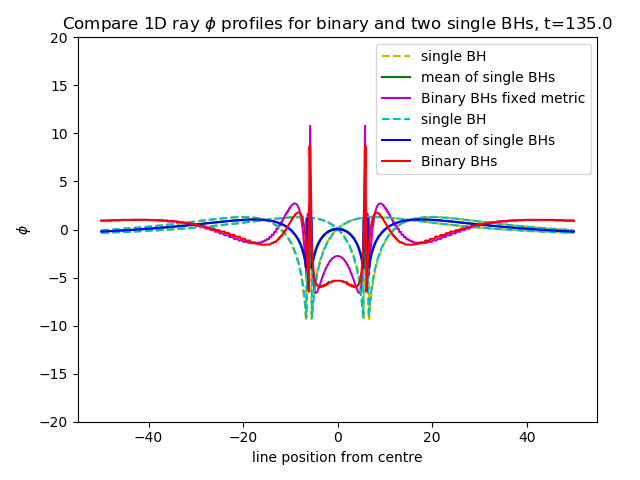 Compare 1D ray ϕ profiles for binary and two single BHs, t=135.0
20
15
10
5
0
−5
−10
−15
−20
ϕ
single BH
mean of single BHs
Binary BHs fixed metric
single BH
mean of single BHs
Binary BHs
−40 −20 0 20 40
line position from centre